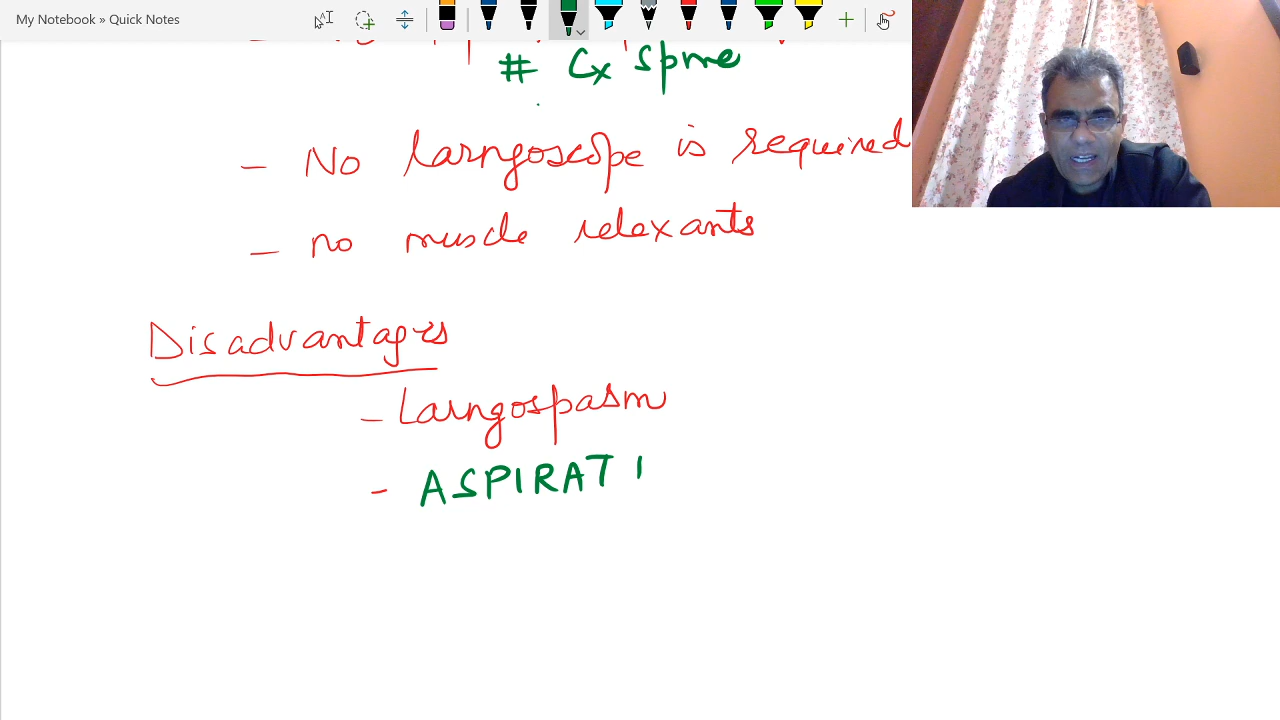 My Notebook » Quick Notes
# Cx Spine
- No laryngoscope is required
- no muscle relaxants
Disadvantages
- Laryngospasm
- ASPIRATI